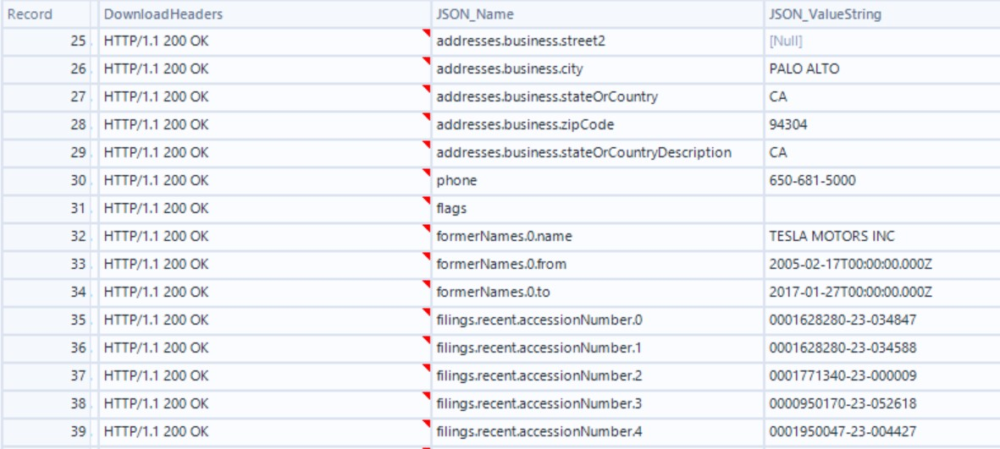 Record DownloadHeaders JSON_Name JSON_ValueString
25 HTTP/1.1 200 OK addresses.business.street2 [Null]
26 HTTP/1.1 200 OK addresses.business.city PALO ALTO
27 HTTP/1.1 200 OK addresses.business.stateOrCountry CA
28 HTTP/1.1 200 OK addresses.business.zipCode 94304
29 HTTP/1.1 200 OK addresses.business.stateOrCountryDescription CA
30 HTTP/1.1 200 OK phone 650-681-5000
31 HTTP/1.1 200 OK flags
32 HTTP/1.1 200 OK formerNames.0.name TESLA MOTORS INC
33 HTTP/1.1 200 OK formerNames.0.from 2005-02-17T00:00:00.000Z
34 HTTP/1.1 200 OK formerNames.0.to 2017-01-27T00:00:00.000Z
35 HTTP/1.1 200 OK filings.recent.accessionNumber.0 0001628280-23-034847
36 HTTP/1.1 200 OK filings.recent.accessionNumber.1 0001628280-23-034588
37 HTTP/1.1 200 OK filings.recent.accessionNumber.2 0001771340-23-000009
38 HTTP/1.1 200 OK filings.recent.accessionNumber.3 0000950170-23-052618
39 HTTP/1.1 200 OK filings.recent.accessionNumber.4 0001950047-23-004427